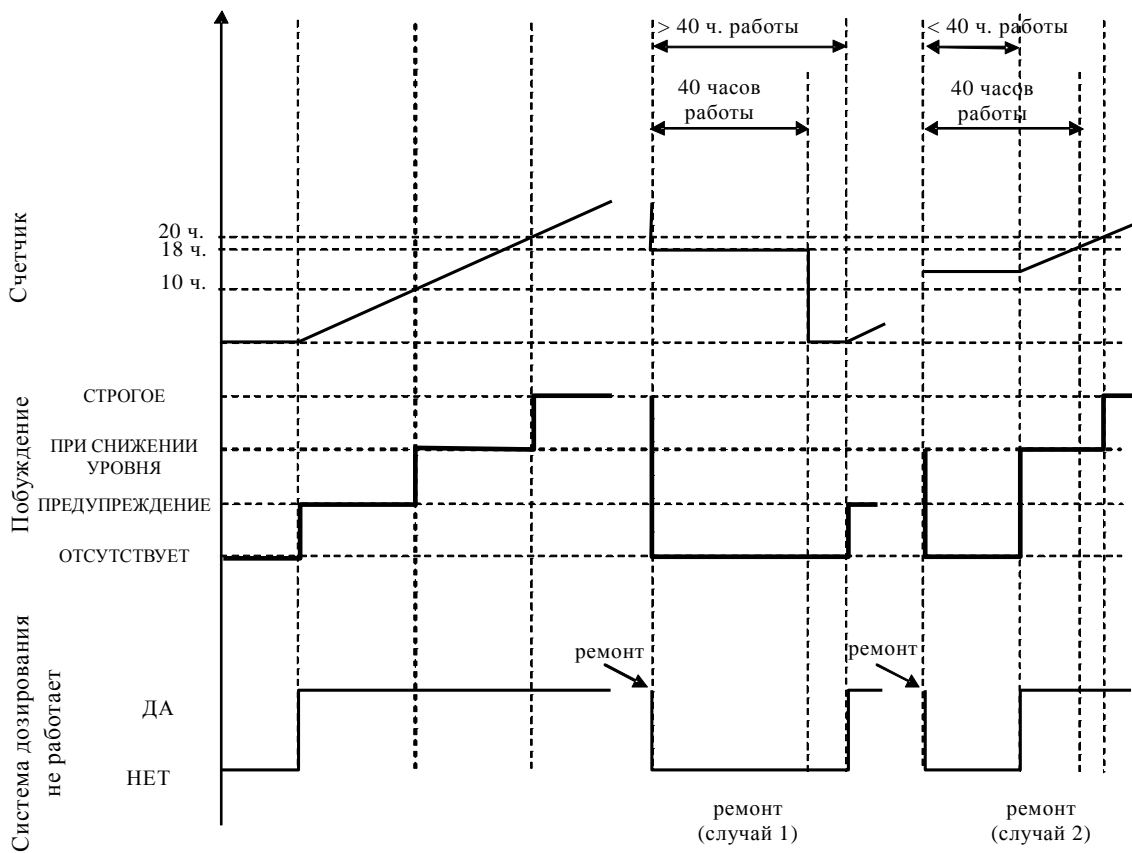 > 40 ч. работы
< 40 ч. работы
40 часов
работы
40 часов
работы
Счетчик
20 ч.
18 ч.
10 ч.
Побуждение
СТРОГОЕ
ПРИ СНИЖЕНИИ
УРОВНЯ
ПРЕДУПРЕЖДЕНИЕ
ОТСУТСТВУЕТ
Система дозирования
не работает
ремонт
ремонт
ДА
НЕТ
ремонт
(случай 1)
ремонт
(случай 2)